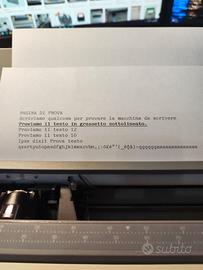 PAGINA DI PROVA
Scriviamo qualcosa per provare la macchina da scrivere
Proviamo il testo in grassetto sottolineato.
Proviamo il testo 12
Proviamo il testo 10
Ipse dixit Prova testo
subito